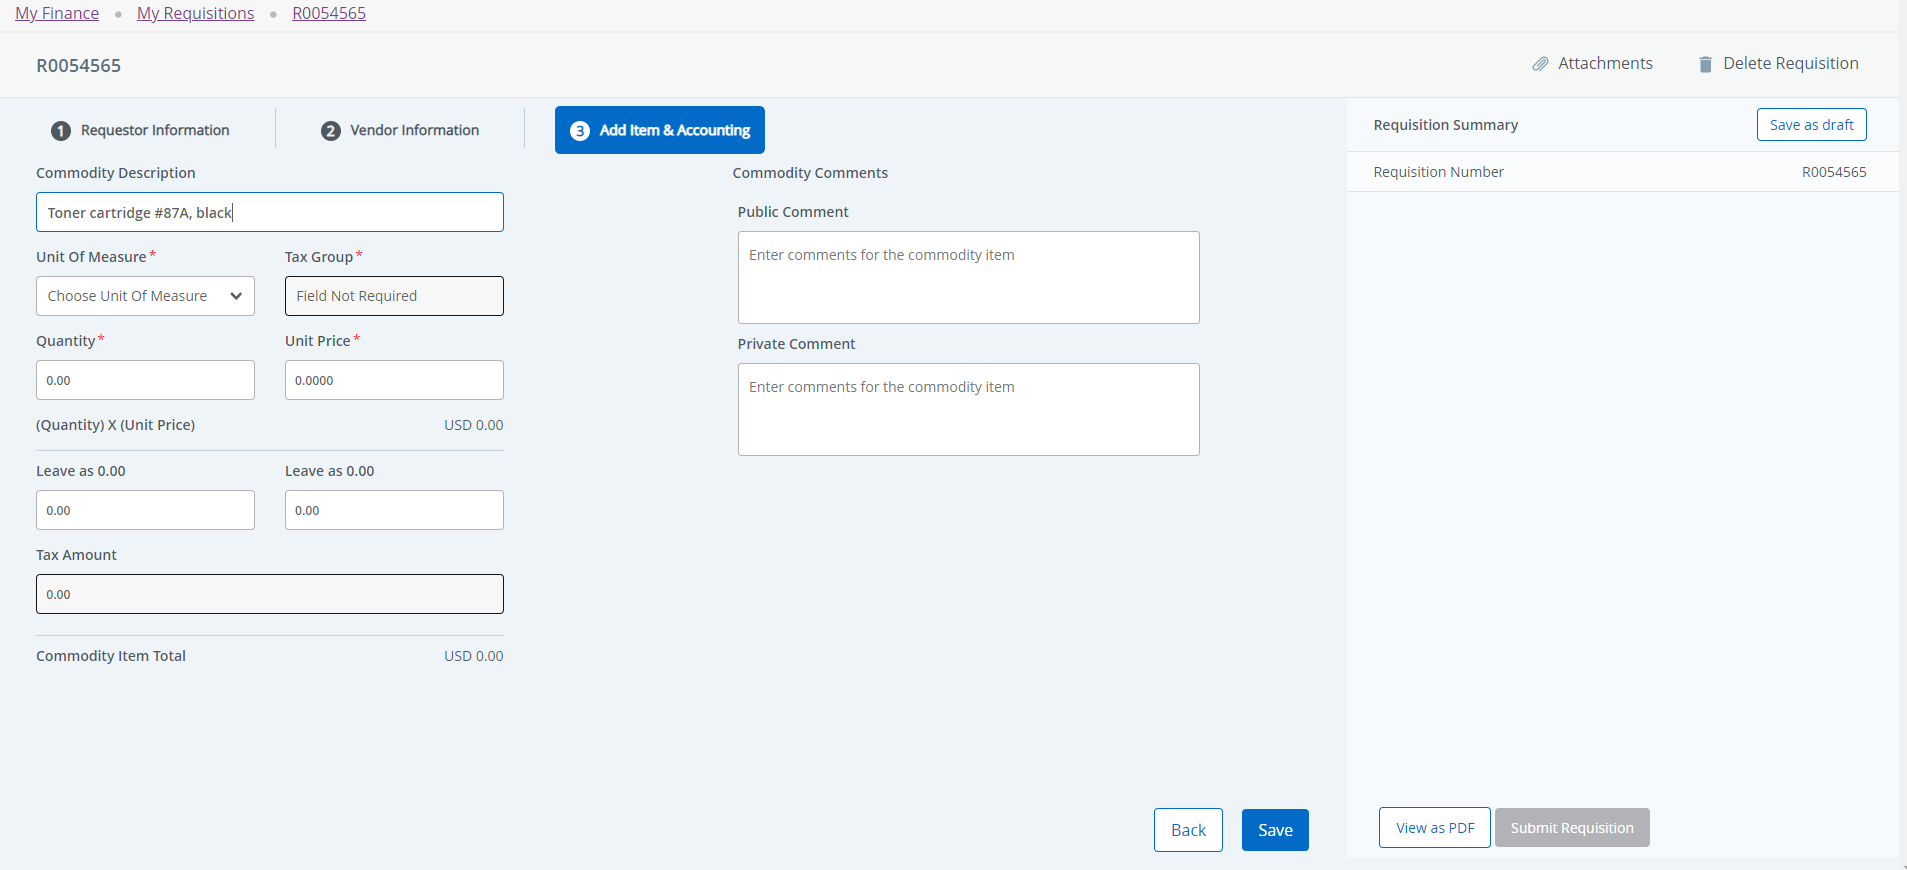 My Finance • My Requisitions • R0054565
R0054565
Attachments
Delete Requisition
1 Requestor Information
2 Vendor Information
3 Add Item & Accounting
Commodity Description
Toner cartridge #87A, black
Unit Of Measure*
Tax Group*
Choose Unit Of Measure
Field Not Required
Quantity*
Unit Price*
0.00
0.0000
(Quantity) X (Unit Price)
USD 0.00
Leave as 0.00
Leave as 0.00
0.00
0.00
Tax Amount
0.00
Commodity Item Total
USD 0.00
Commodity Comments
Public Comment
Enter comments for the commodity item
Private Comment
Enter comments for the commodity item
Back
Save
Requisition Summary
Save as draft
Requisition Number
R0054565
View as PDF
Submit Requisition